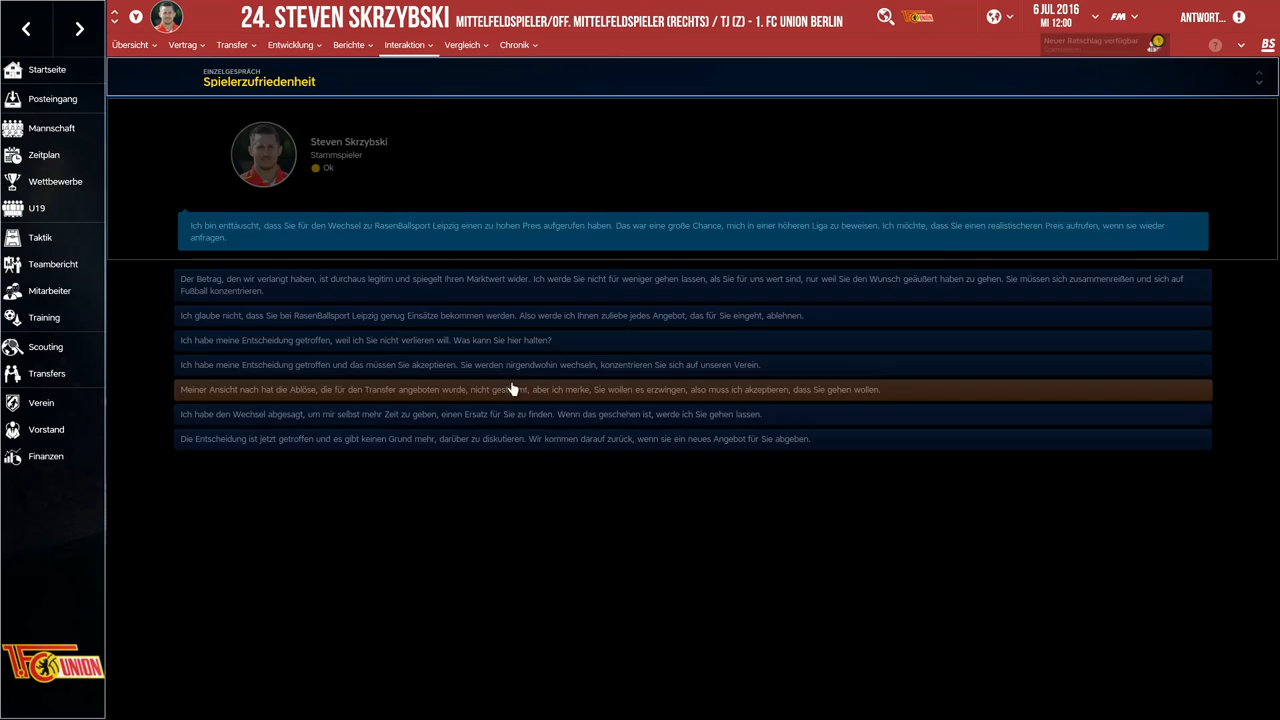 24. STEVEN SKRZYBSKI MITTELFELDSPIELER/OFF. MITTELFELDSPIELER (RECHTS) / TJ (Z) - 1. FC UNION BERLIN
6 JUL 2016
MI 12:00
FM
ANTWORT...
Übersicht
Vertrag
Transfer
Entwicklung
Berichte
Interaktion
Vergleich
Chronik
Neuer Ratschlag verfügbar
1
?
BS
Startseite
Posteingang
Mannschaft
Zeitplan
Wettbewerbe
U19
Taktik
Teambericht
Mitarbeiter
Training
Scouting
Transfers
Verein
Vorstand
Finanzen
1.FC UNION
EINZELGESPRÄCH
Spielerzufriedenheit
Steven Skrzybski
Stammspieler
Ok
Ich bin enttäuscht, dass Sie für den Wechsel zu RasenBallsport Leipzig einen zu hohen Preis aufgerufen haben. Das war eine große Chance, mich in einer höheren Liga zu beweisen. Ich möchte, dass Sie einen realistischeren Preis aufrufen, wenn sie wieder
anfragen.
Der Betrag, den wir verlangt haben, ist durchaus legitim und spiegelt Ihren Marktwert wider. Ich werde Sie nicht für weniger gehen lassen, als Sie für uns wert sind, nur weil Sie den Wunsch geäußert haben zu gehen. Sie müssen sich zusammenreißen und sich auf
Fußball konzentrieren.
Ich glaube nicht, dass Sie bei RasenBallsport Leipzig genug Einsätze bekommen werden. Also werde ich Ihnen zuliebe jedes Angebot, das für Sie eingeht, ablehnen.
Ich habe meine Entscheidung getroffen, weil ich Sie nicht verlieren will. Was kann Sie hier halten?
Ich habe meine Entscheidung getroffen und das müssen Sie akzeptieren. Sie werden nirgendwohin wechseln, konzentrieren Sie sich auf unseren Verein.
Meiner Ansicht nach hat die Ablöse, die für den Transfer angeboten wurde, nicht gestimmt, aber ich merke, Sie wollen es erzwingen, also muss ich akzeptieren, dass Sie gehen wollen.
Ich habe den Wechsel abgesagt, um mir selbst mehr Zeit zu geben, einen Ersatz für Sie zu finden. Wenn das geschehen ist, werde ich Sie gehen lassen.
Die Entscheidung ist jetzt getroffen und es gibt keinen Grund mehr, darüber zu diskutieren. Wir kommen darauf zurück, wenn sie ein neues Angebot für Sie abgeben.